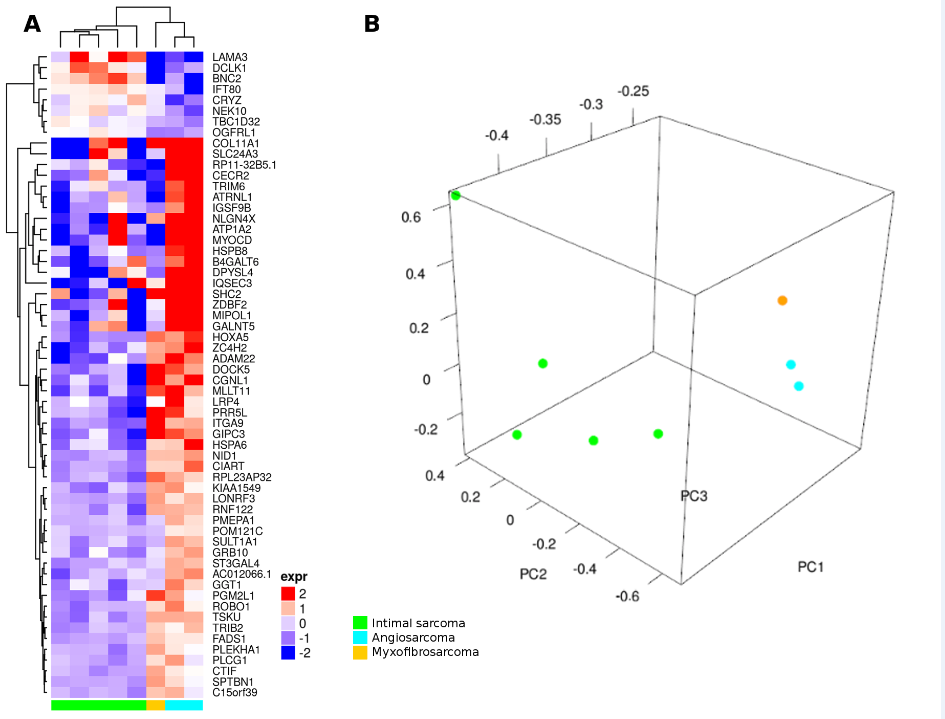 A
B
LAMA3
DCLK1
BNC2
IFT80
CRYZ
NEK10
TBC1D32
OGFRL1
COL11A1
SLC24A3
RP11-32B5.1
CECR2
TRIM6
ATRNL1
IGSF9B
NLGN4X
ATP1A2
MYOCD
HSPB8
B4GALT6
DPYSL4
IQSEC3
SHC2
ZDBF2
MIPOL1
GALNT5
HOXA5
ZC4H2
ADAM22
DOCK5
CGNL1
MLLT11
LRP4
PRR5L
ITGA9
GIPC3
HSPA6
NID1
CIART
RPL23AP32
KIAA1549
LONRF3
RNF122
PMEPA1
POM121C
SULT1A1
GRB10
ST3GAL4
AC012066.1
GGT1
PGM2L1
ROBO1
TSKU
TRIB2
FADS1
PLEKHA1
PLCG1
CTIF
SPTBN1
C15orf39
expr
2
1
0
-1
-2
Intimal sarcoma
Angiosarcoma
Myxofibrosarcoma
-0.4
-0.35
-0.3
-0.25
0.6
0.4
0.2
0
-0.2
0.4
0.2
0
-0.2
-0.4
-0.6
PC3
PC2
PC1